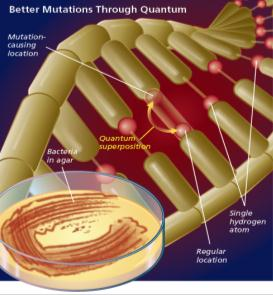 Better Mutations Through Quantum
Mutation-
causing
location
Quantum
superposition
Bacteria
in agar
Single
hydrogen
atom
Regular
location